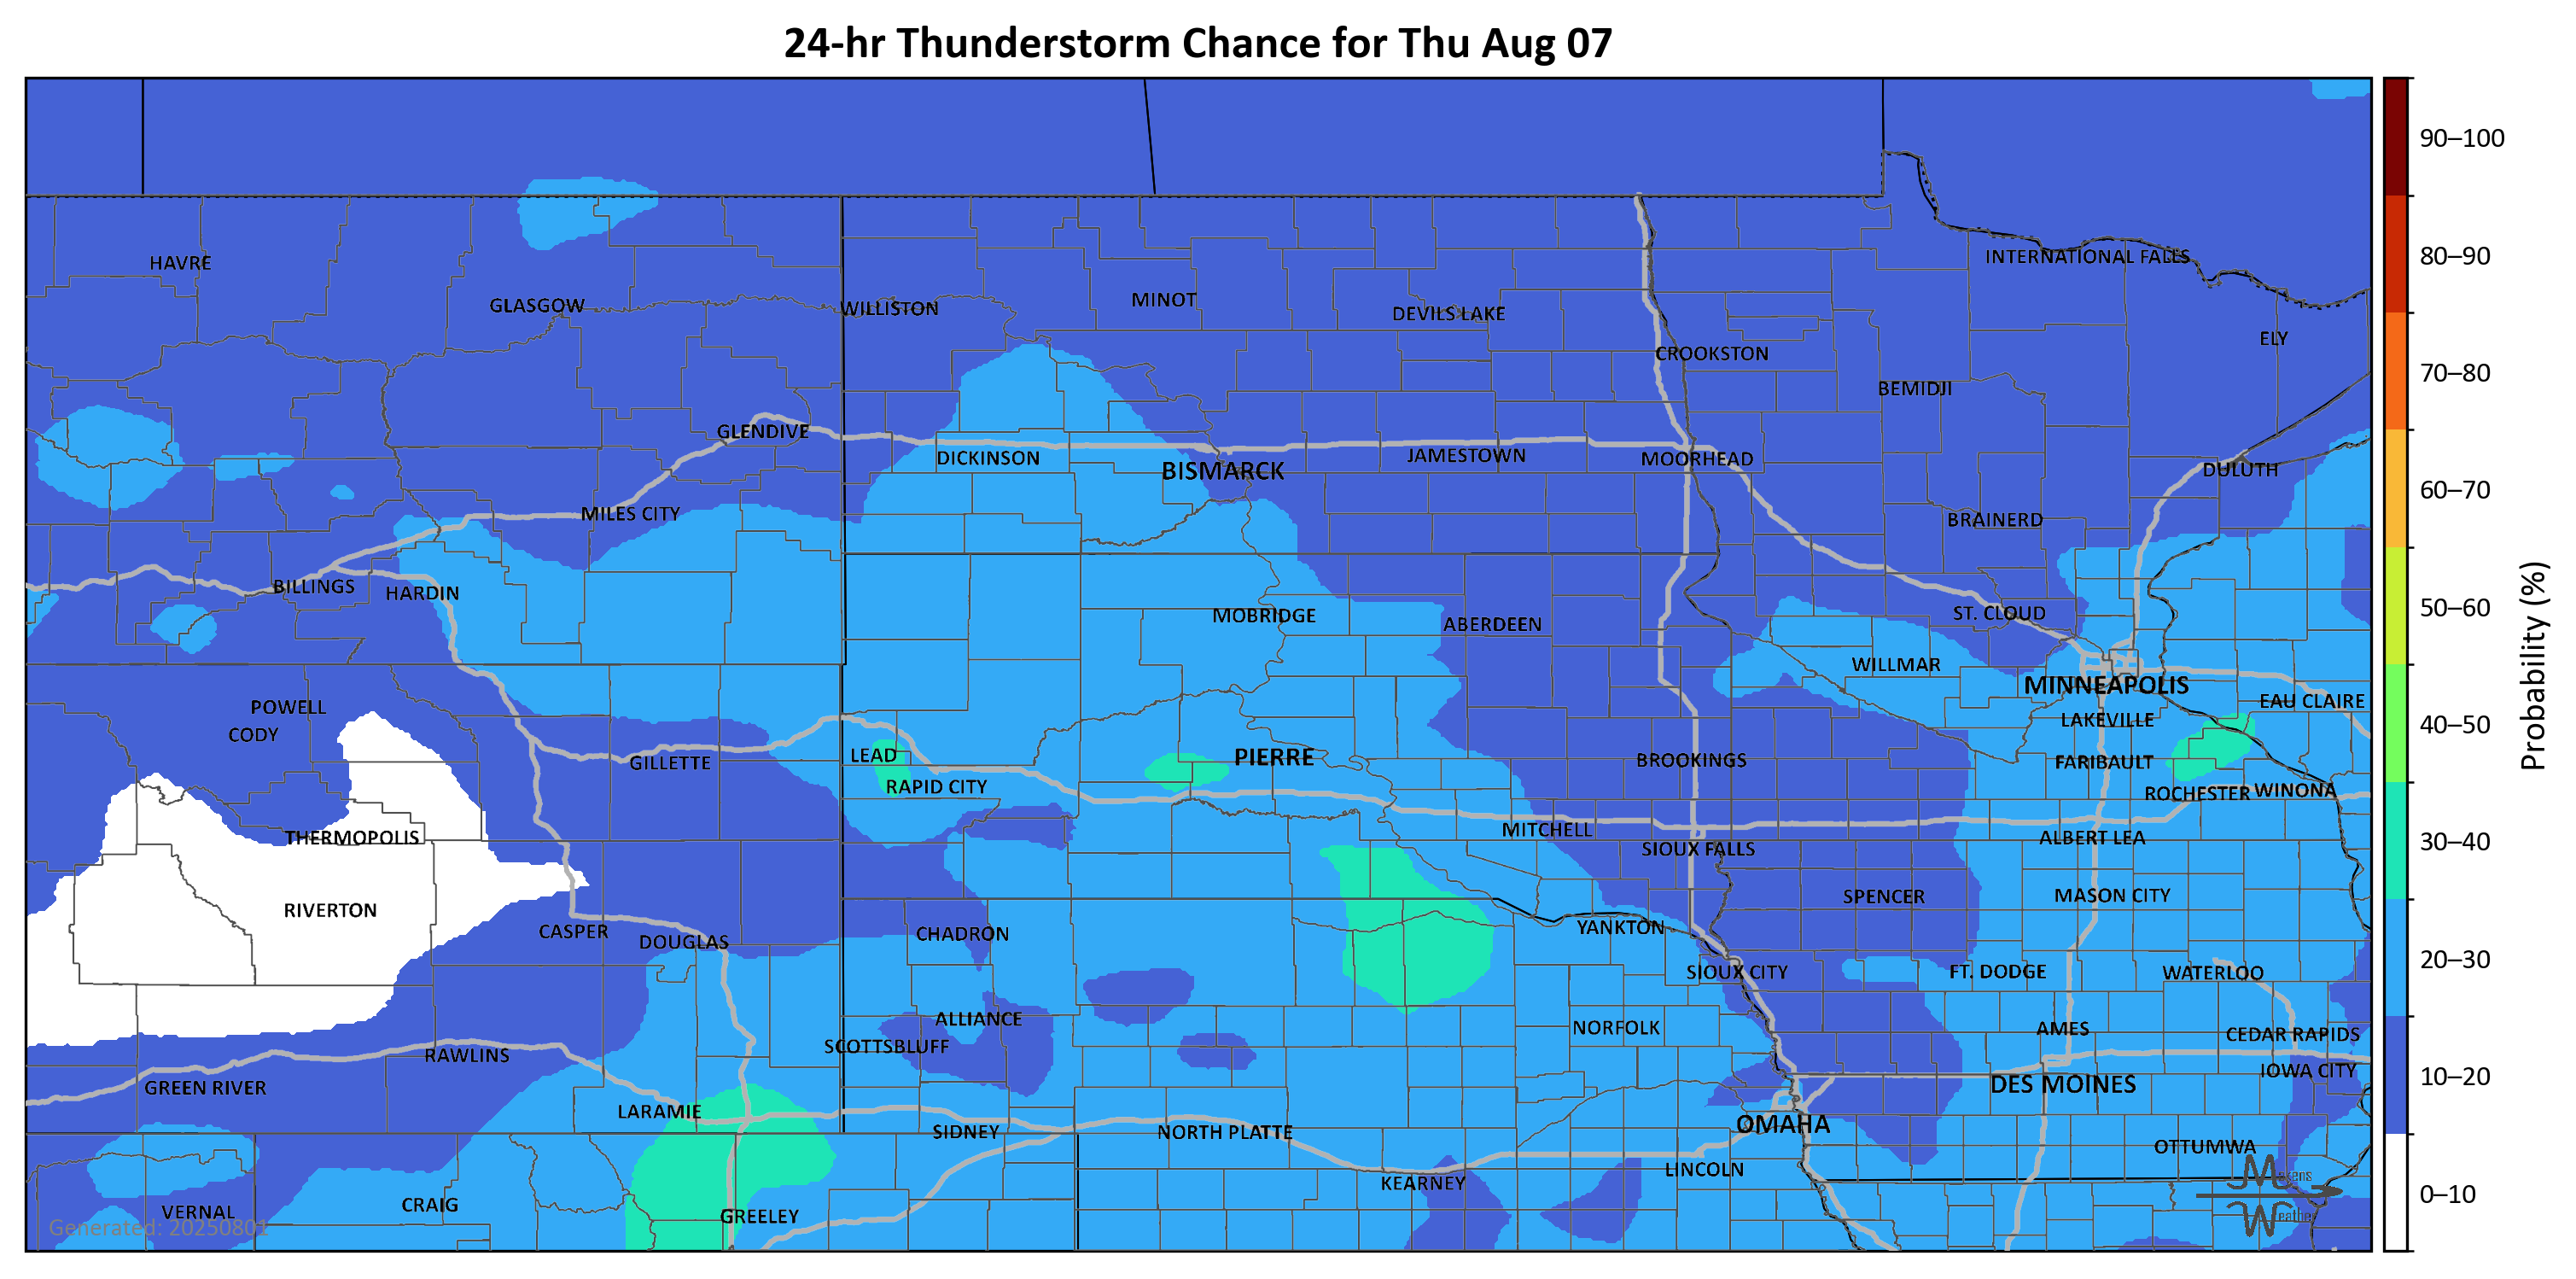 24-hr Thunderstorm Chance for Thu Aug 07
90–100
INTERNATIONAL FALLS
80–90
HAVRE
GLASGOW
WILLISTON
MINOT
DEVILS LAKE
ELY
CROOKSTON
70–80
BEMIDJI
GLENDIVE
DICKINSON
BISMARCK
JAMESTOWN
MOORHEAD
DULUTH
60–70
MILES CITY
BRAINERD
BILLINGS
HARDIN
MOBRIDGE
ABERDEEN
ST. CLOUD
50–60
WILLMAR
MINNEAPOLIS
Probability (%)
POWELL
EAU CLAIRE
CODY
LAKEVILLE
40–50
LEAD
PIERRE
GILLETTE
BROOKINGS
FARIBAULT
RAPID CITY
ROCHESTER
WINONA
THERMOPOLIS
MITCHELL
ALBERT LEA
30–40
SIOUX FALLS
RIVERTON
SPENCER
MASON CITY
CASPER
DOUGLAS
CHADRON
YANKTON
20–30
SIOUX CITY
FT. DODGE
WATERLOO
ALLIANCE
NORFOLK
AMES
CEDAR RAPIDS
SCOTTSBLUFF
RAWLINS
IOWA CITY
GREEN RIVER
DES MOINES
10–20
LARAMIE
OMAHA
SIDNEY
NORTH PLATTE
OTTUMWA
LINCOLN
KEARNEY
Makens
0–10
CRAIG
VERNAL
GREELEY
Weather
Generated: 20250801